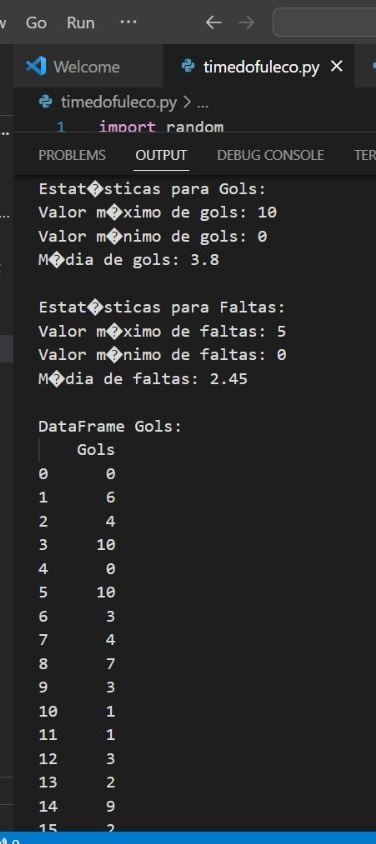 Go Run ... ← →
Welcome timedofuleco.py ×
timedofuleco.py > ...
1 import random
PROBLEMS OUTPUT DEBUG CONSOLE TER
Estat�sticas para Gols:
Valor m�ximo de gols: 10
Valor m�nimo de gols: 0
M�dia de gols: 3.8
Estat�sticas para Faltas:
Valor m�ximo de faltas: 5
Valor m�nimo de faltas: 0
M�dia de faltas: 2.45
DataFrame Gols:
Gols
0 0
1 6
2 4
3 10
4 0
5 10
6 3
7 4
8 7
9 3
10 1
11 1
12 3
13 2
14 9
15 2